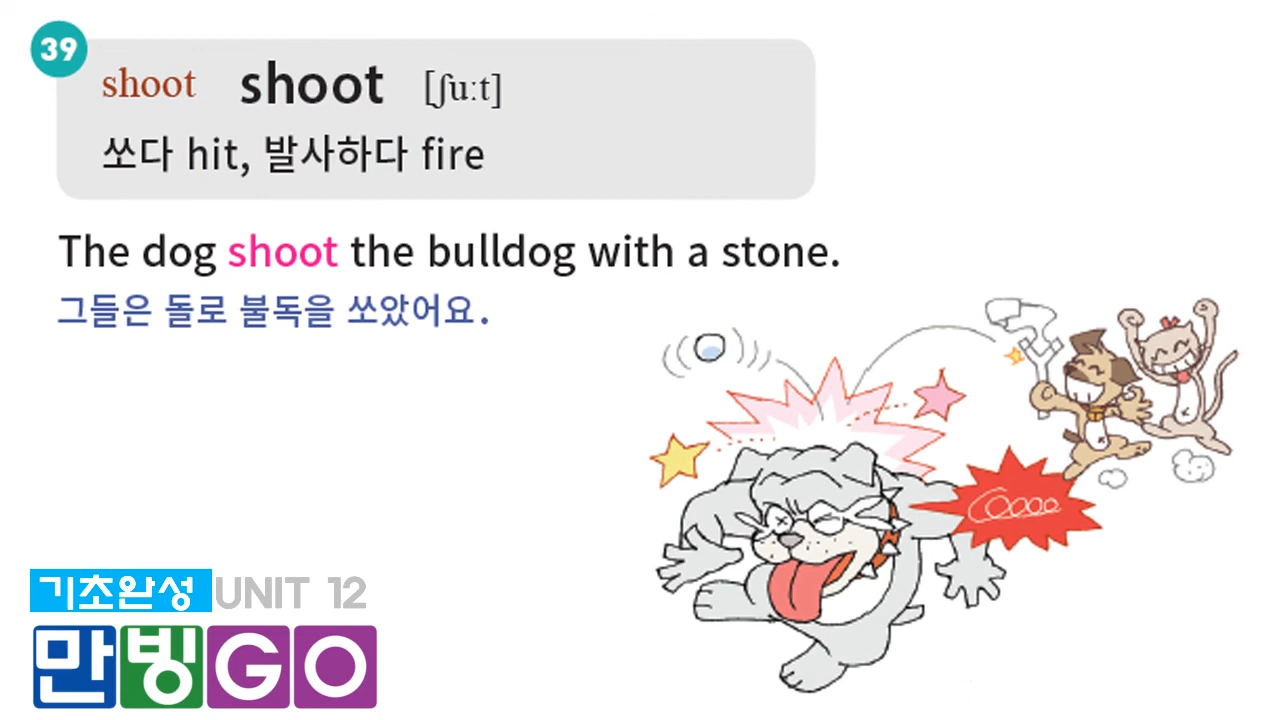 39
shoot shoot [ʃuːt]
쏘다 hit, 발사하다 fire
The dog shoot the bulldog with a stone.
그들은 돌로 불독을 쏘았어요.
Coooo
기초완성 UNIT 12
만빙GO